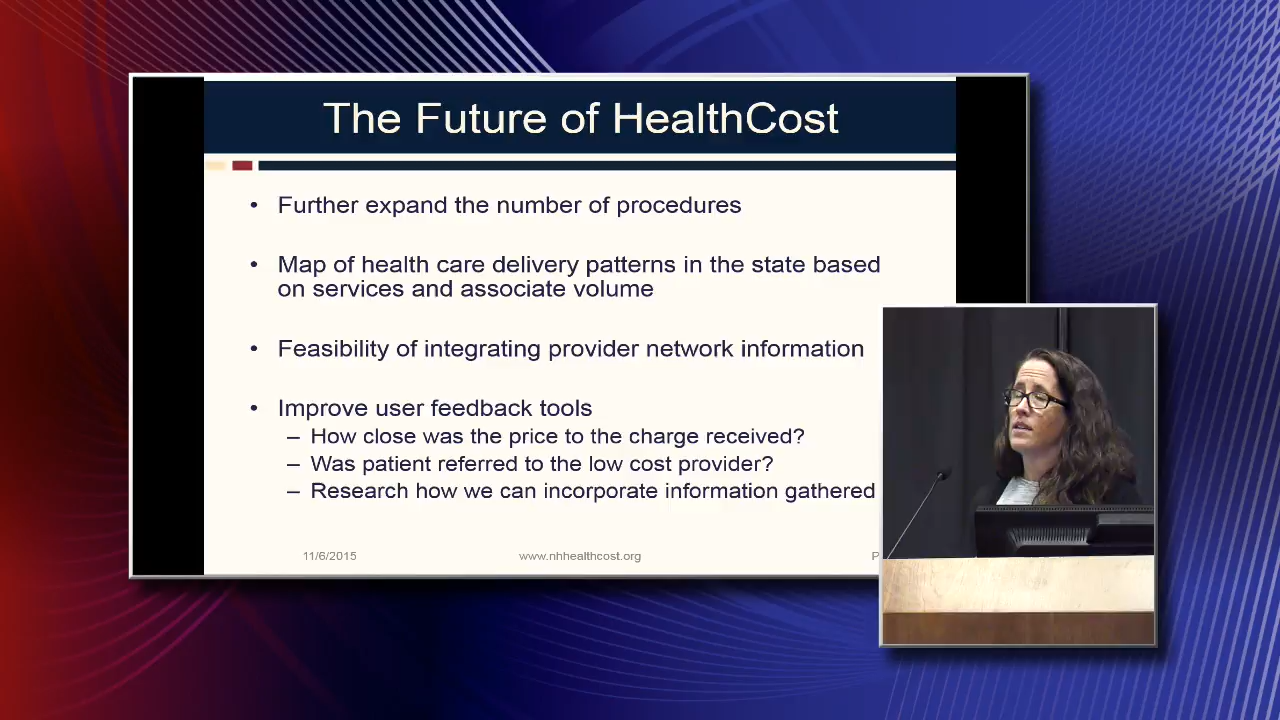 The Future of HealthCost
• Further expand the number of procedures
• Map of health care delivery patterns in the state based
on services and associate volume
• Feasibility of integrating provider network information
• Improve user feedback tools
– How close was the price to the charge received?
– Was patient referred to the low cost provider?
– Research how we can incorporate information gathered
11/6/2015
www.nhhealthcost.org